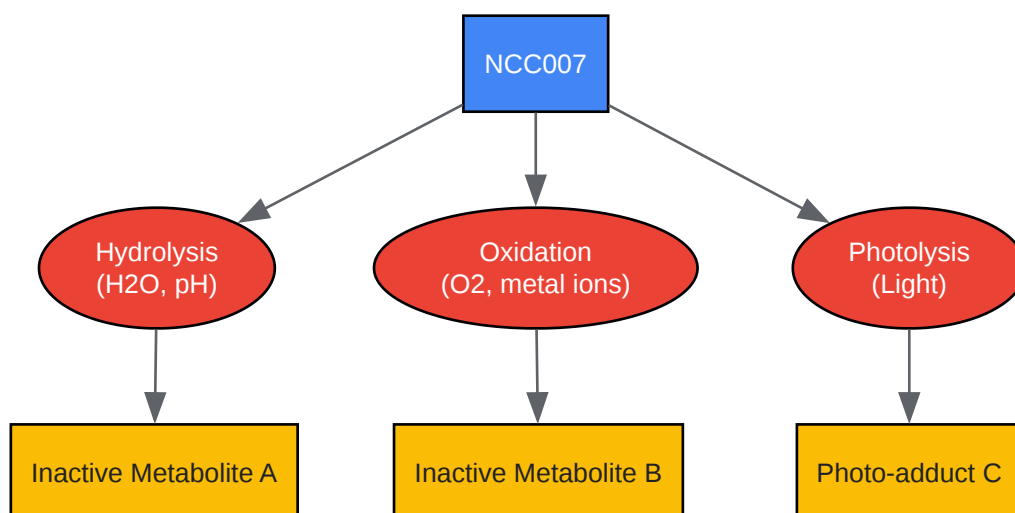 NCC007
Hydrolysis
(H2O, pH)
Oxidation
(O2, metal ions)
Photolysis
(Light)
Inactive Metabolite A
Inactive Metabolite B
Photo-adduct C